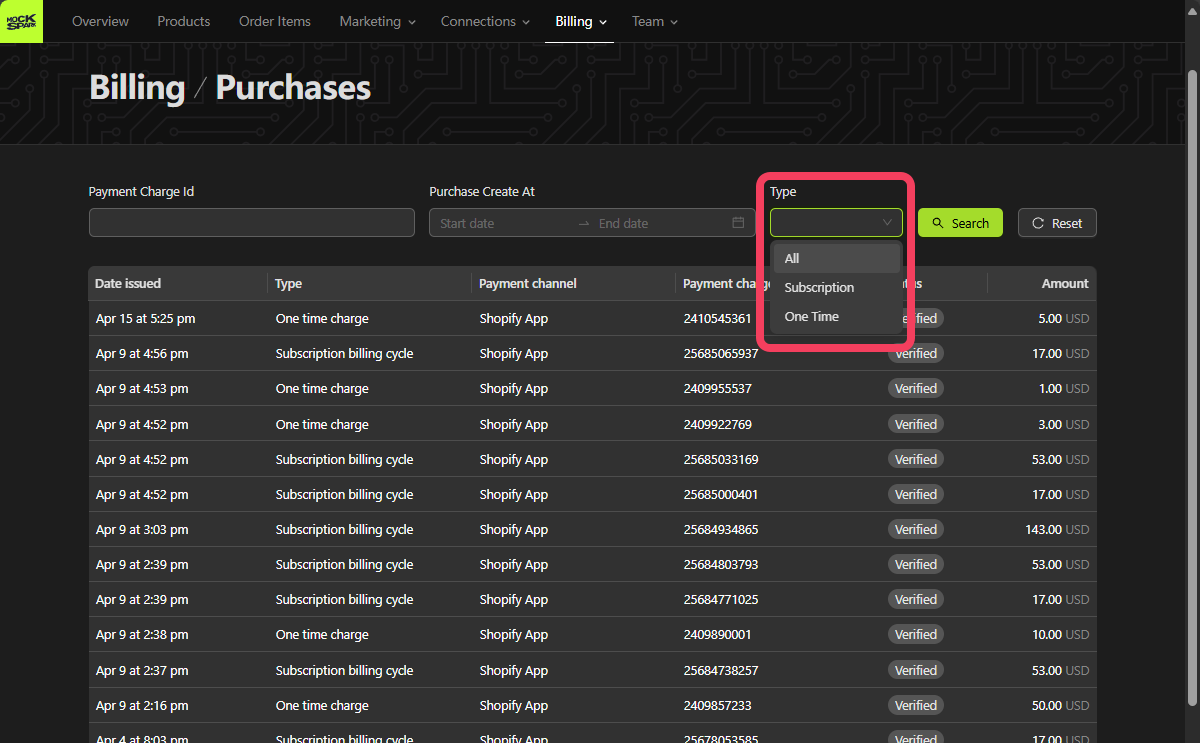 MOCK
SPARK
Overview Products Order Items Marketing Connections Billing Team
Billing / Purchases
Payment Charge Id Purchase Create At Type
Start date → End date Search Reset
All
Subscription
One Time
Date issued Type Payment channel Payment Amount
Apr 15 at 5:25 pm One time charge Shopify App 2410545361 5.00 USD
Apr 9 at 4:56 pm Subscription billing cycle Shopify App 25685065937 Verified 17.00 USD
Apr 9 at 4:53 pm One time charge Shopify App 2409955537 Verified 1.00 USD
Apr 9 at 4:52 pm One time charge Shopify App 2409922769 Verified 3.00 USD
Apr 9 at 4:52 pm Subscription billing cycle Shopify App 25685033169 Verified 53.00 USD
Apr 9 at 4:52 pm Subscription billing cycle Shopify App 25685000401 Verified 17.00 USD
Apr 9 at 3:03 pm Subscription billing cycle Shopify App 25684934865 Verified 143.00 USD
Apr 9 at 2:39 pm Subscription billing cycle Shopify App 25684803793 Verified 53.00 USD
Apr 9 at 2:39 pm Subscription billing cycle Shopify App 25684771025 Verified 17.00 USD
Apr 9 at 2:38 pm One time charge Shopify App 2409890001 Verified 10.00 USD
Apr 9 at 2:37 pm Subscription billing cycle Shopify App 25684738257 Verified 53.00 USD
Apr 9 at 2:16 pm One time charge Shopify App 2409857233 Verified 50.00 USD
Apr 4 at 8:03 pm Subscription billing cycle Shopify App 25678053585 Verified 17.00 USD